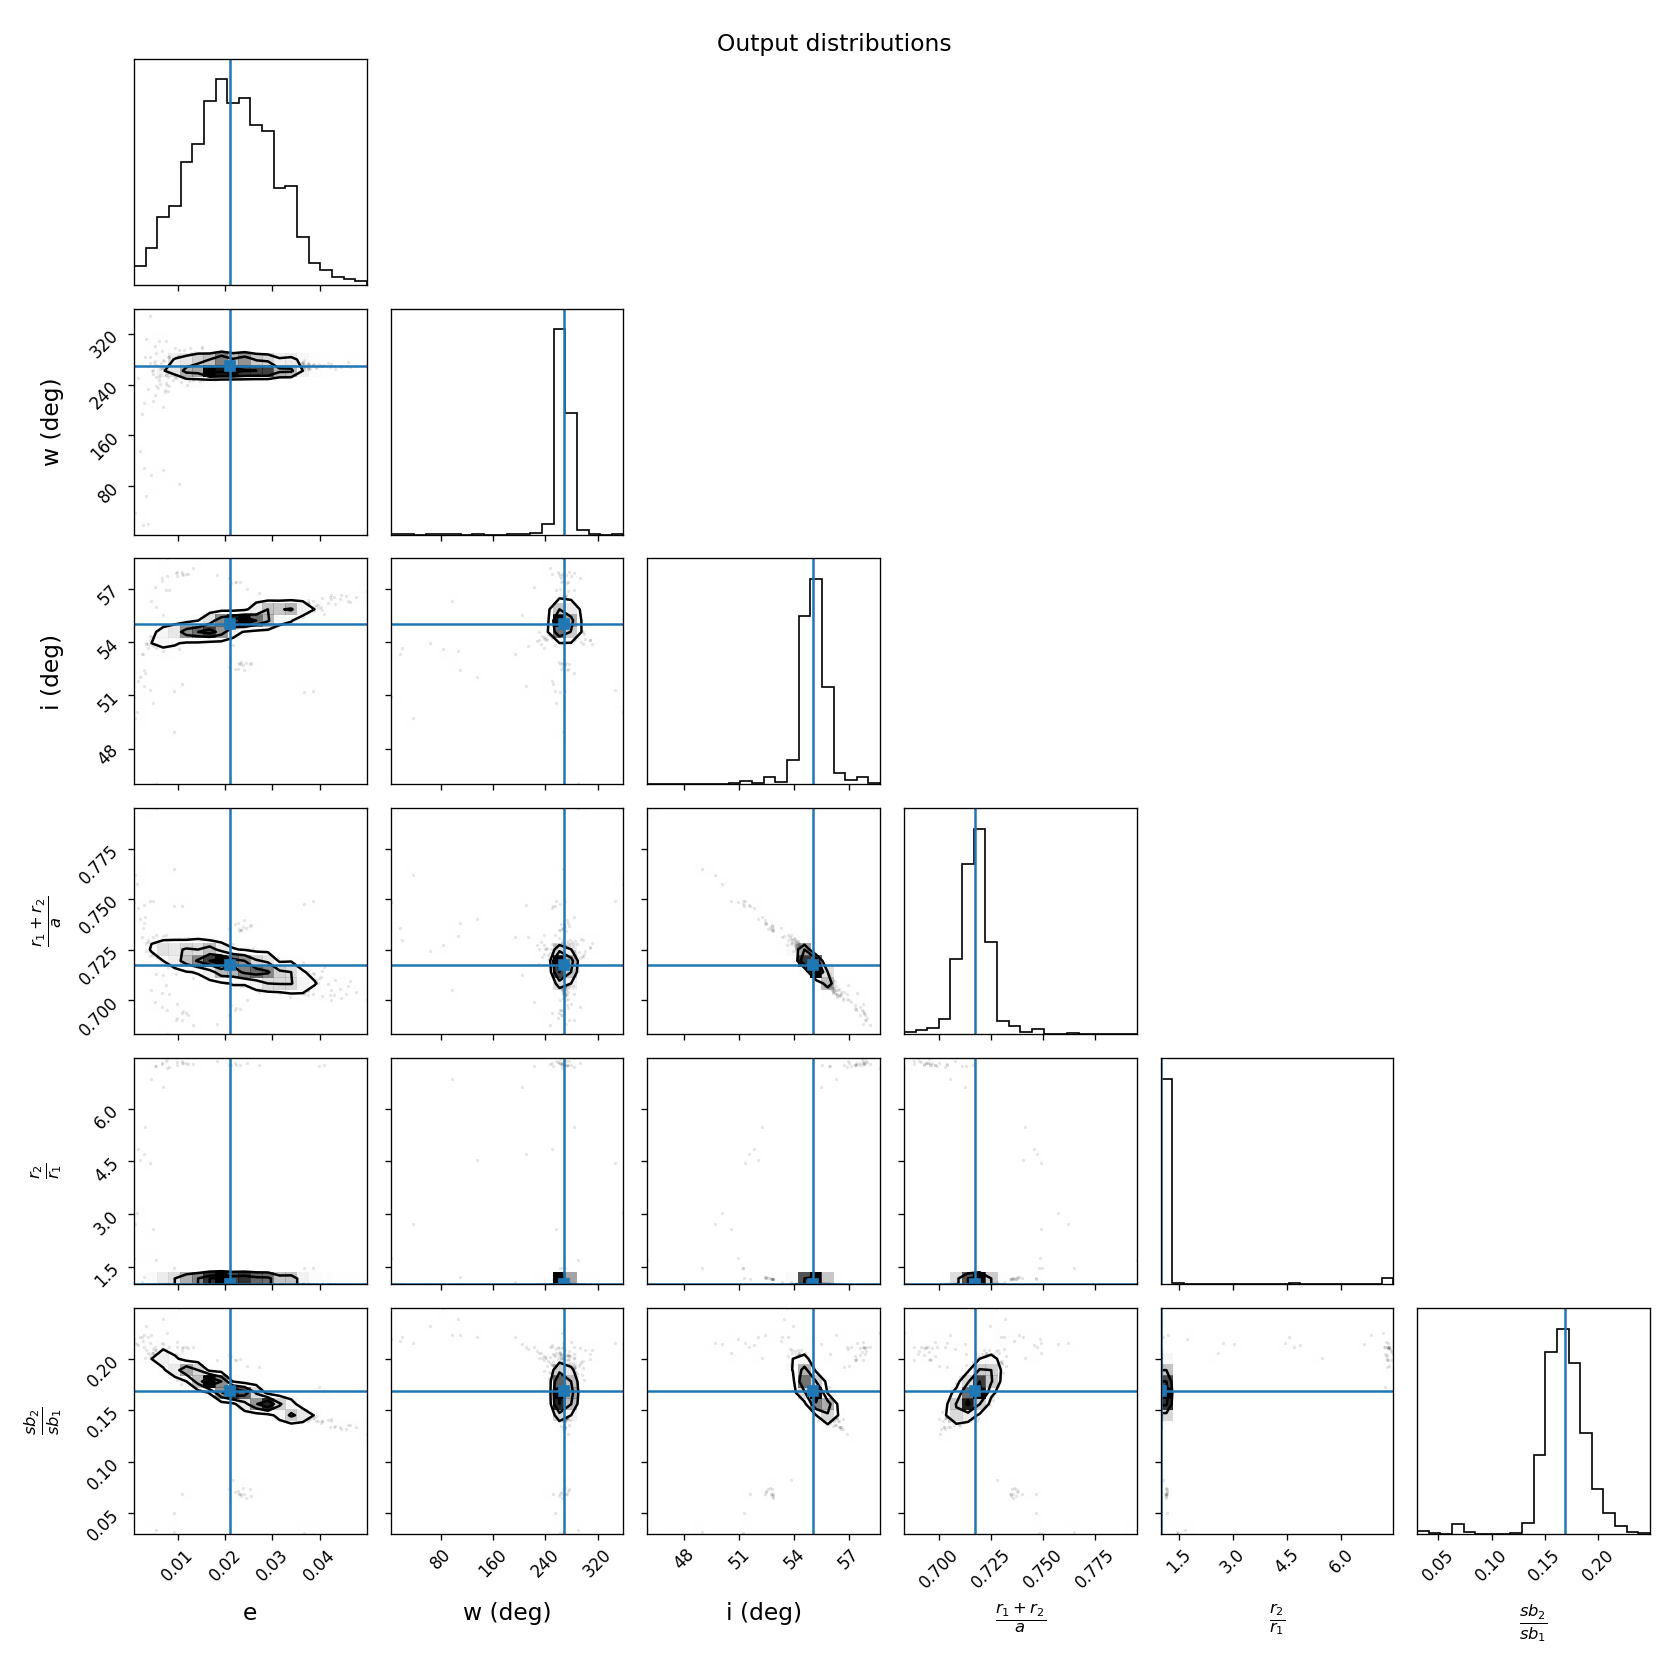 Output distributions
w (deg)
320
240
160
80
i (deg)
57
54
51
48
r₁ + r₂
a
0.775
0.750
0.725
0.700
r₂
r₁
6.0
4.5
3.0
1.5
sb₂
sb₁
0.20
0.15
0.10
0.05
0.01 0.02 0.03 0.04 80 160 240 320 48 51 54 57 0.700 0.725 0.750 0.775 1.5 3.0 4.5 6.0 0.05 0.10 0.15 0.20
e w (deg) i (deg) r₁ + r₂ r₂ sb₂
a r₁ sb₁